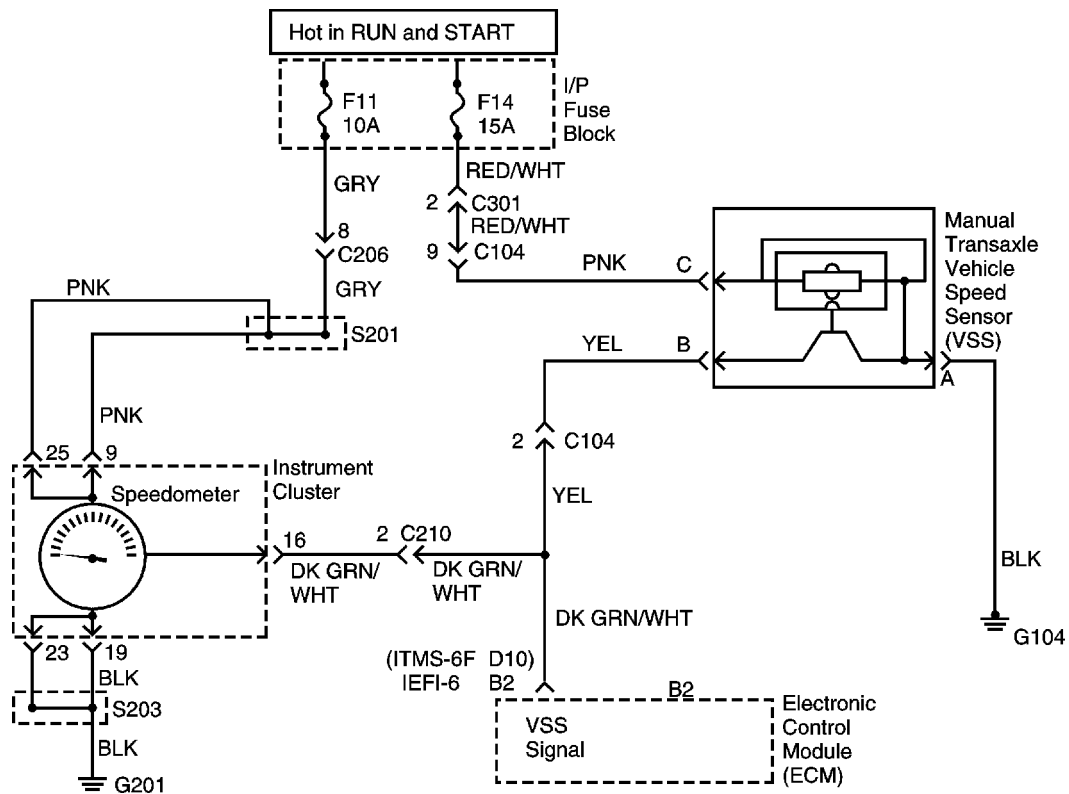 Hot in RUN and START
F11
10A
F14
15A
I/P
Fuse
Block
GRY
RED/WHT
2 C301
RED/WHT
8
C206
9 C104
GRY
PNK
S201
PNK
PNK C
YEL B
A
Manual
Transaxle
Vehicle
Speed
Sensor
(VSS)
2 C104
YEL
25 9
Instrument
Cluster
Speedometer
16
2 C210
DK GRN/
WHT
DK GRN/
WHT
BLK
G104
DK GRN/WHT
23 19
BLK
S203
BLK
G201
(ITMS-6F D10)
IEFI-6 B2
B2
VSS
Signal
Electronic
Control
Module
(ECM)